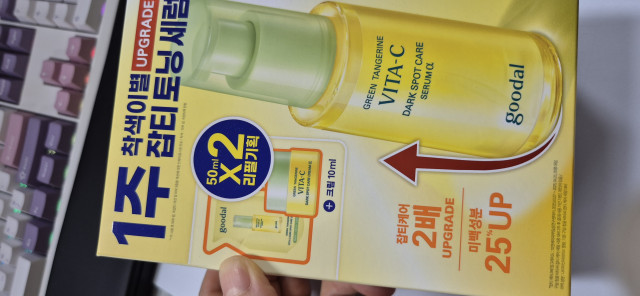 1주
착색이별
UPGRADE
잡티 토닝 세럼
50ml
X2
리필기획
goodal
VITA-C
+ 크림 10ml
GREEN TANGERINE
VITA-C
DARK SPOT CARE
SERUM α
goodal
잡티케어
2배
UPGRADE
미백성분
25%UP